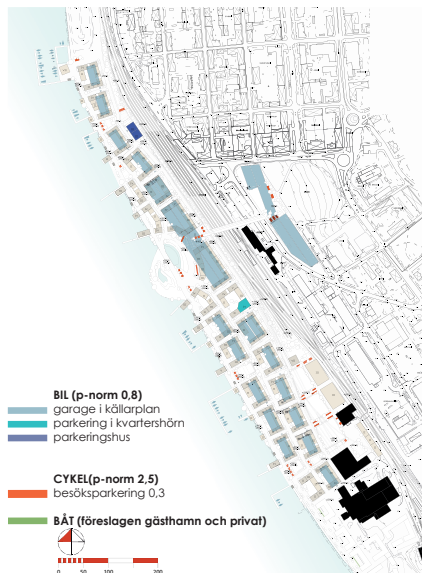 BIL (p-norm 0,8)
garage i källarplan
parkering i kvartershörn
parkeringshus
CYKEL(p-norm 2,5)
besöksparkering 0,3
BÅT (föreslagen gästhamn och privat)
0 50 100 200